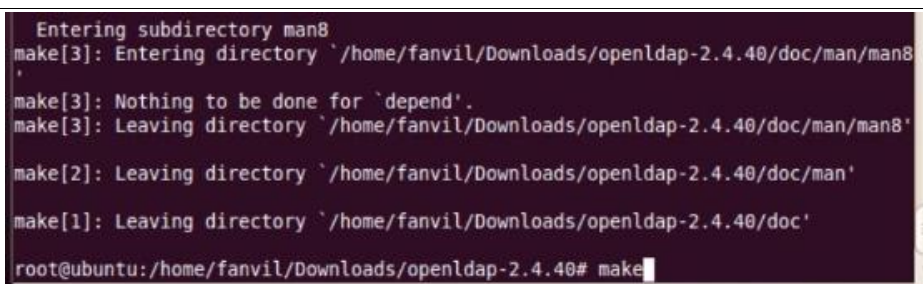 Entering subdirectory man8
make[3]: Entering directory `/home/fanvil/Downloads/openldap-2.4.40/doc/man/man8
'
make[3]: Nothing to be done for `depend'.
make[3]: Leaving directory `/home/fanvil/Downloads/openldap-2.4.40/doc/man/man8'
make[2]: Leaving directory `/home/fanvil/Downloads/openldap-2.4.40/doc/man'
make[1]: Leaving directory `/home/fanvil/Downloads/openldap-2.4.40/doc'
root@ubuntu:/home/fanvil/Downloads/openldap-2.4.40# make